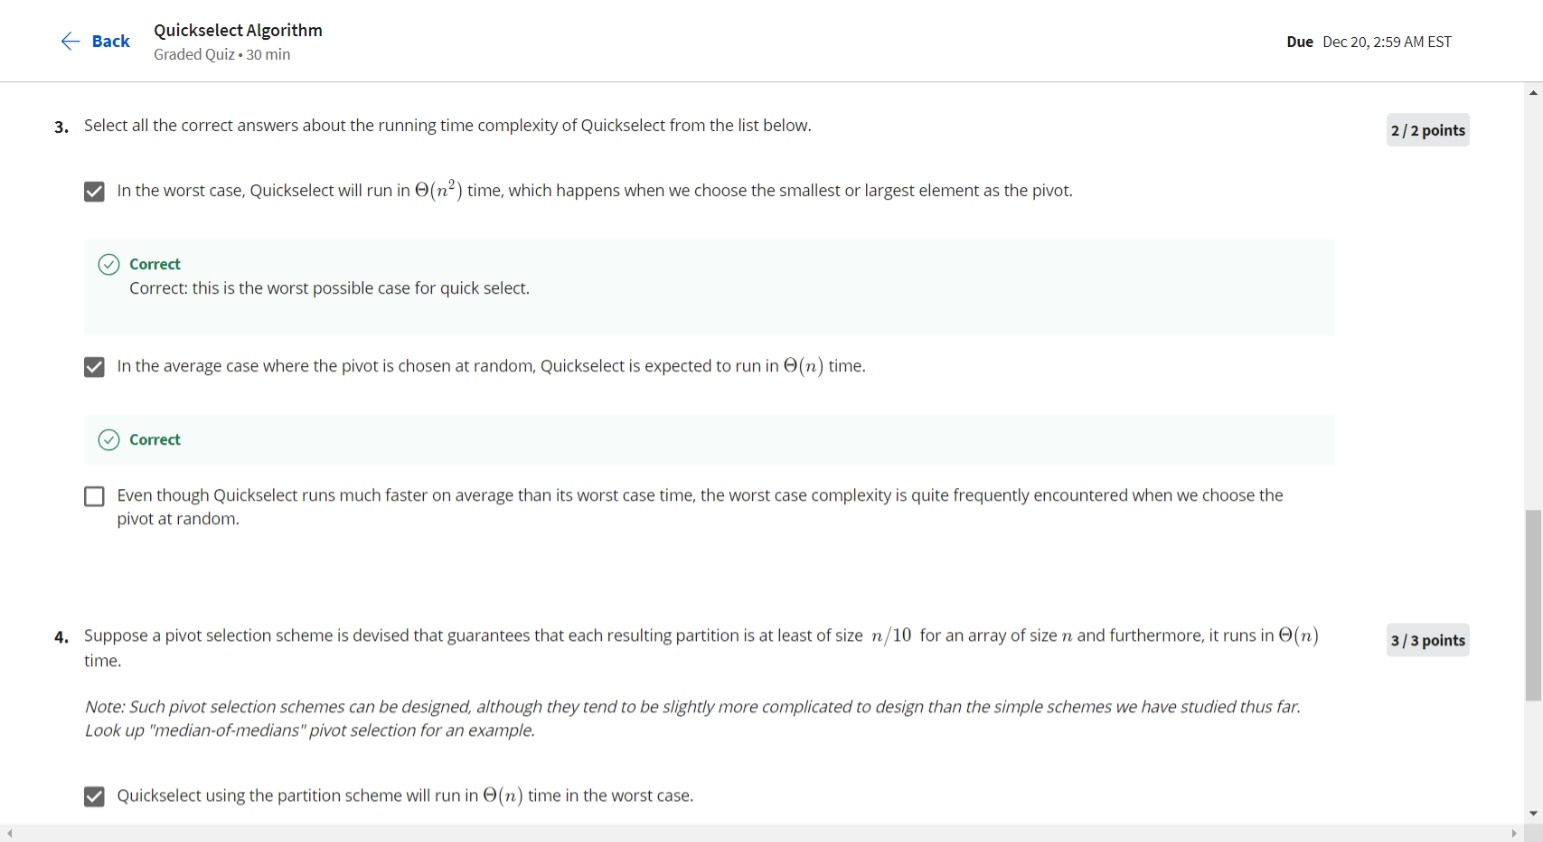 Back
Quickselect Algorithm
Graded Quiz • 30 min
Due Dec 20, 2:59 AM EST
3. Select all the correct answers about the running time complexity of Quickselect from the list below.
2 / 2 points
In the worst case, Quickselect will run in Θ(n²) time, which happens when we choose the smallest or largest element as the pivot.
Correct
Correct: this is the worst possible case for quick select.
In the average case where the pivot is chosen at random, Quickselect is expected to run in Θ(n) time.
Correct
Even though Quickselect runs much faster on average than its worst case time, the worst case complexity is quite frequently encountered when we choose the
pivot at random.
4. Suppose a pivot selection scheme is devised that guarantees that each resulting partition is at least of size n/10 for an array of size n and furthermore, it runs in Θ(n)
time.
3 / 3 points
Note: Such pivot selection schemes can be designed, although they tend to be slightly more complicated to design than the simple schemes we have studied thus far.
Look up "median-of-medians" pivot selection for an example.
Quickselect using the partition scheme will run in Θ(n) time in the worst case.